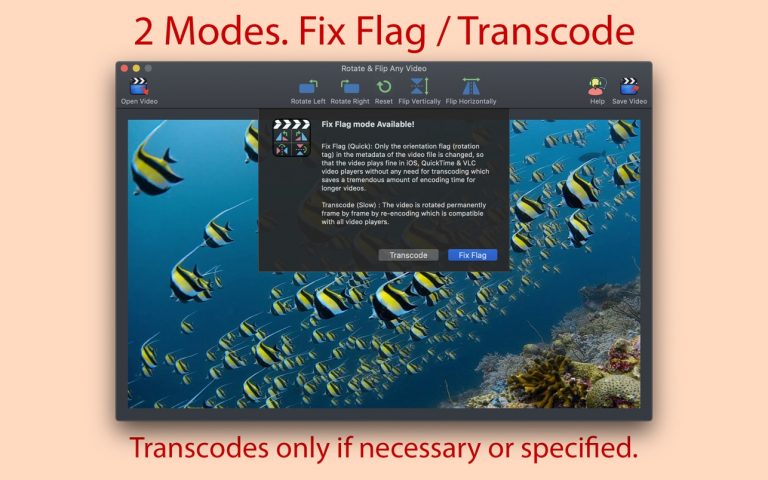 2 Modes. Fix Flag / Transcode
Rotate & Flip Any Video
Open Video
Rotate Left
Rotate Right
Reset
Flip Vertically
Flip Horizontally
Help
Save Video
Fix Flag mode Available!
Fix Flag (Quick): Only the orientation flag (rotation
tag) in the metadata of the video file is changed, so
that the video plays fine in iOS, QuickTime & VLC
video players without any need for transcoding which
saves a tremendous amount of encoding time for
longer videos.
Transcode (Slow) : The video is rotated permanently
frame by frame by re-encoding which is compatible
with all video players.
Transcode
Fix Flag
Transcodes only if necessary or specified.